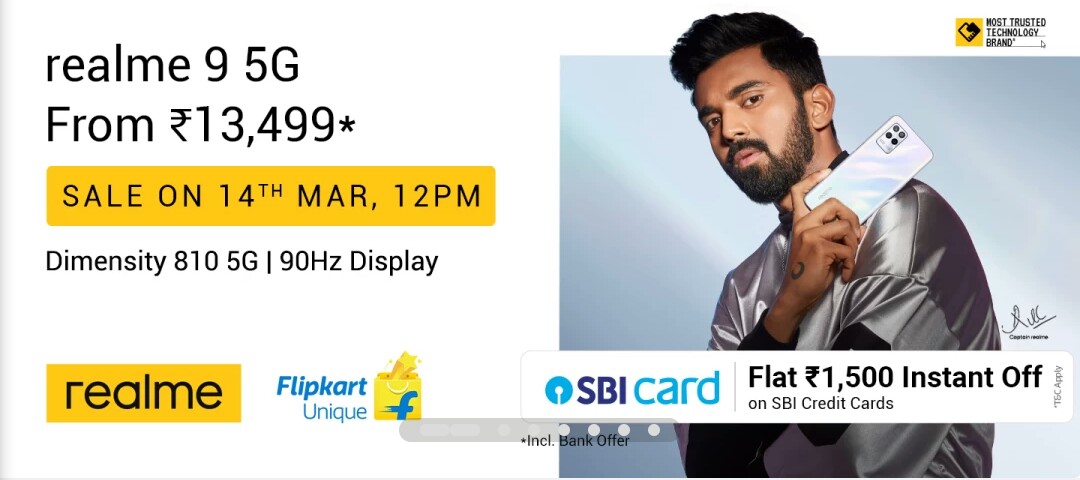 realme 9 5G
From ₹13,499*
SALE ON 14TH MAR, 12PM
Dimensity 810 5G | 90Hz Display
realme
Flipkart
Unique
MOST TRUSTED
TECHNOLOGY
BRAND*
Captain realme
SBI card
Flat ₹1,500 Instant Off
on SBI Credit Cards
*T&C Apply
*Incl. Bank Offer